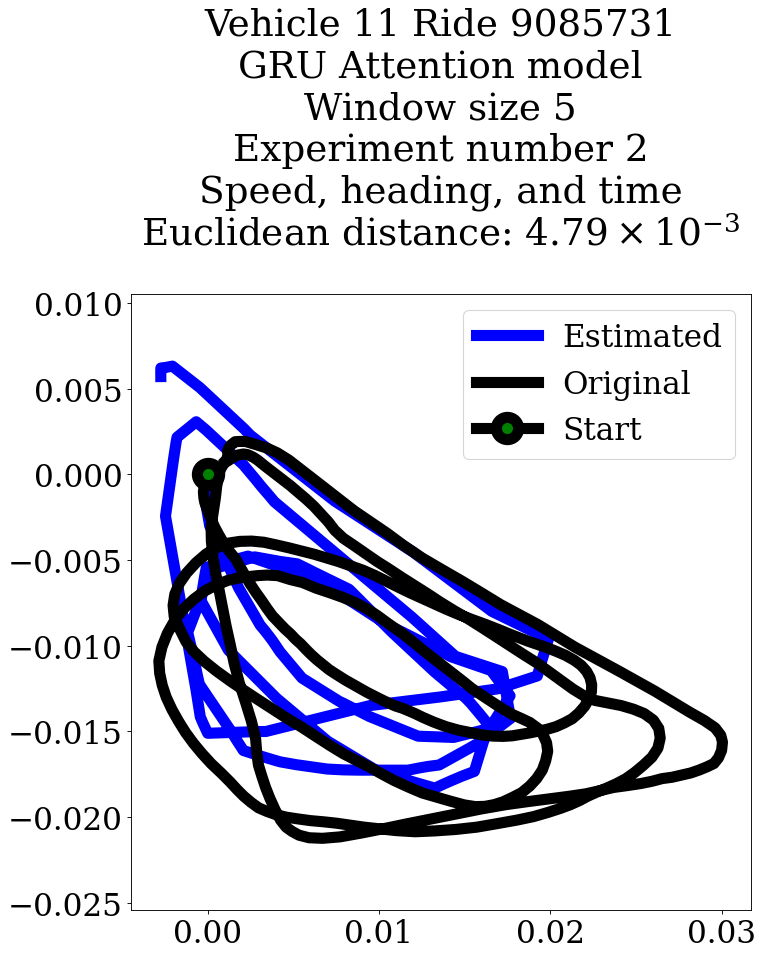 Vehicle 11 Ride 9085731
GRU Attention model
Window size 5
Experiment number 2
Speed, heading, and time
Euclidean distance: 4.79 × 10⁻³
Estimated
Original
Start
0.010
0.005
0.000
−0.005
−0.010
−0.015
−0.020
−0.025
0.00 0.01 0.02 0.03